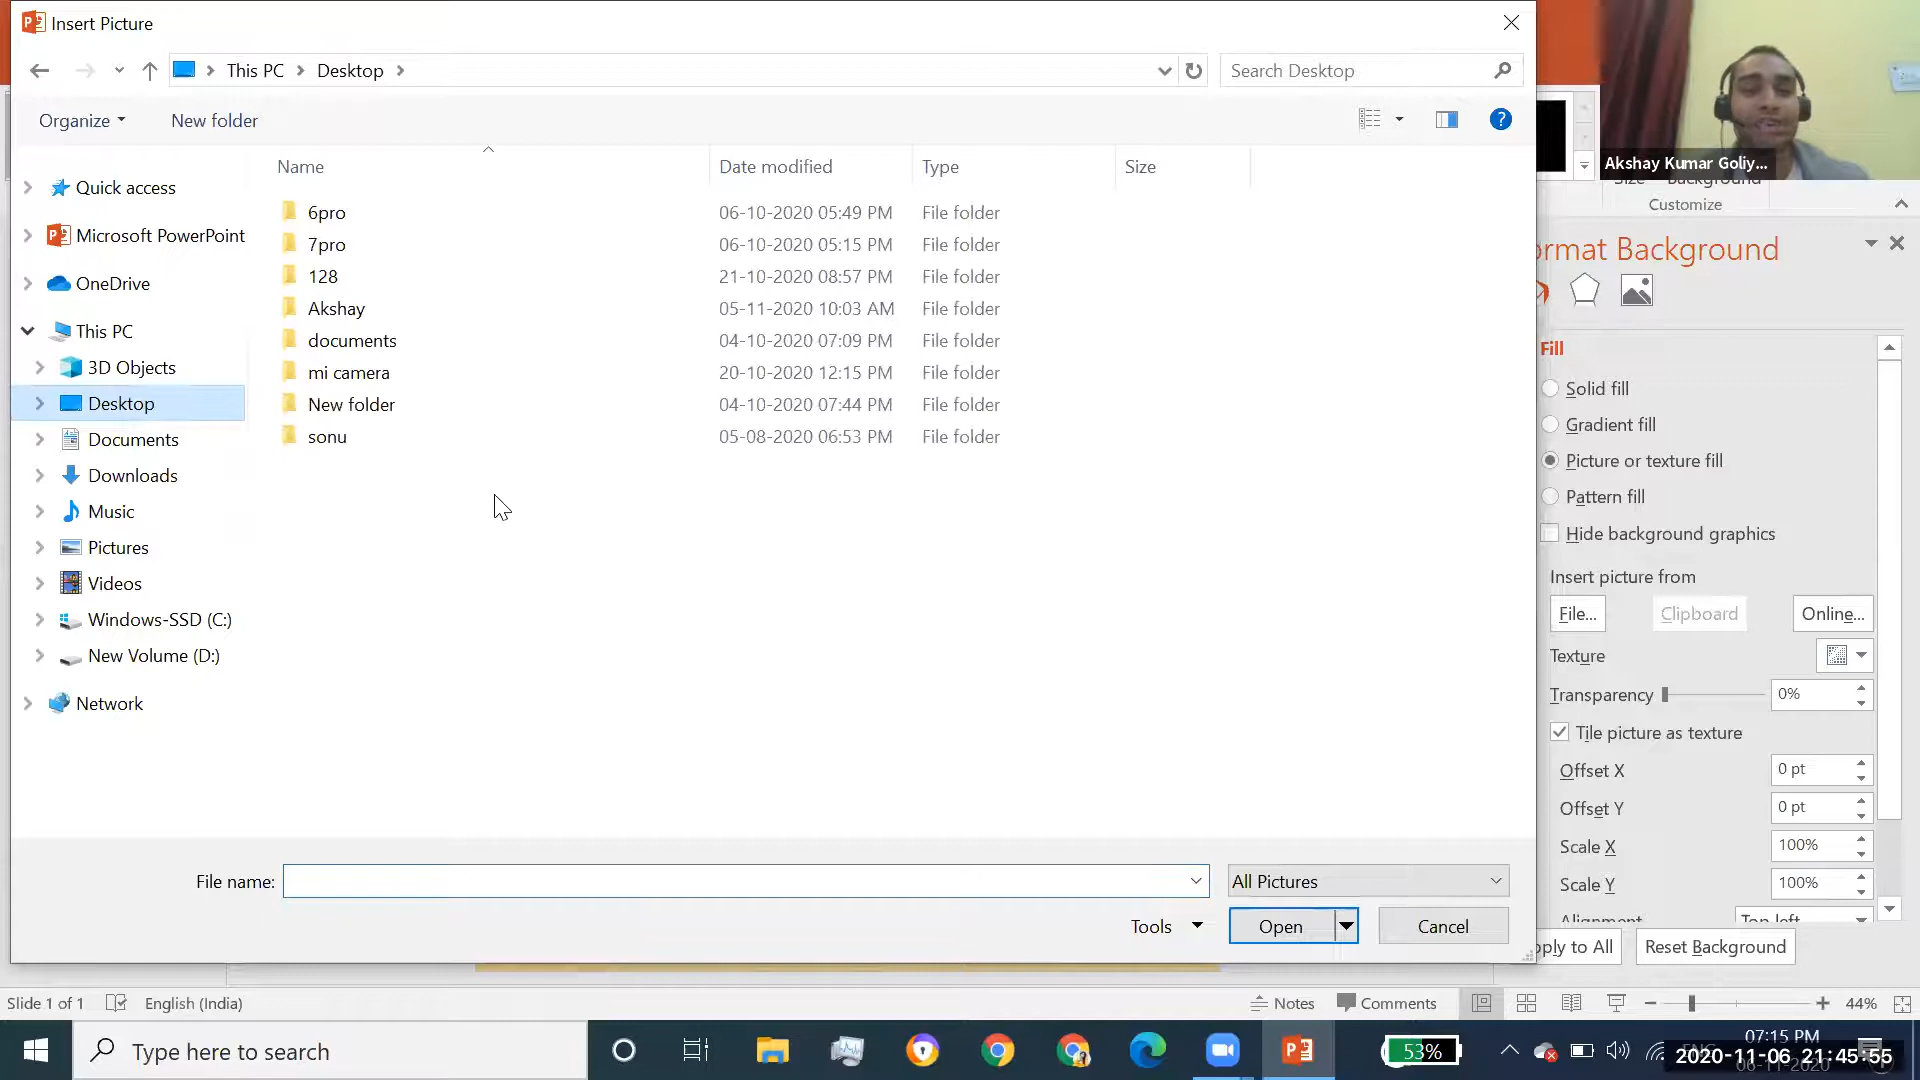 Insert Picture
This PC
Desktop
Search Desktop
Organize
New folder
Name
Date modified
Type
Size
Quick access
Microsoft PowerPoint
OneDrive
This PC
3D Objects
Desktop
Documents
Downloads
Music
Pictures
Videos
Windows-SSD (C:)
New Volume (D:)
Network
6pro 06-10-2020 05:49 PM File folder
7pro 06-10-2020 05:15 PM File folder
128 21-10-2020 08:57 PM File folder
Akshay 05-11-2020 10:03 AM File folder
documents 04-10-2020 07:09 PM File folder
mi camera 20-10-2020 12:15 PM File folder
New folder 04-10-2020 07:44 PM File folder
sonu 05-08-2020 06:53 PM File folder
File name:
All Pictures
Tools
Open
Cancel
Akshay Kumar Goliy...
Size Background
Customize
ormat Background
Fill
Solid fill
Gradient fill
Picture or texture fill
Pattern fill
Hide background graphics
Insert picture from
File...
Clipboard
Online...
Texture
Transparency 0%
Tile picture as texture
Offset X 0 pt
Offset Y 0 pt
Scale X 100%
Scale Y 100%
Alignment Top left
pply to All
Reset Background
Slide 1 of 1
English (India)
Notes
Comments
44%
Type here to search
53%
07:15 PM
2020-11-06 21:45:55
06-11-2020